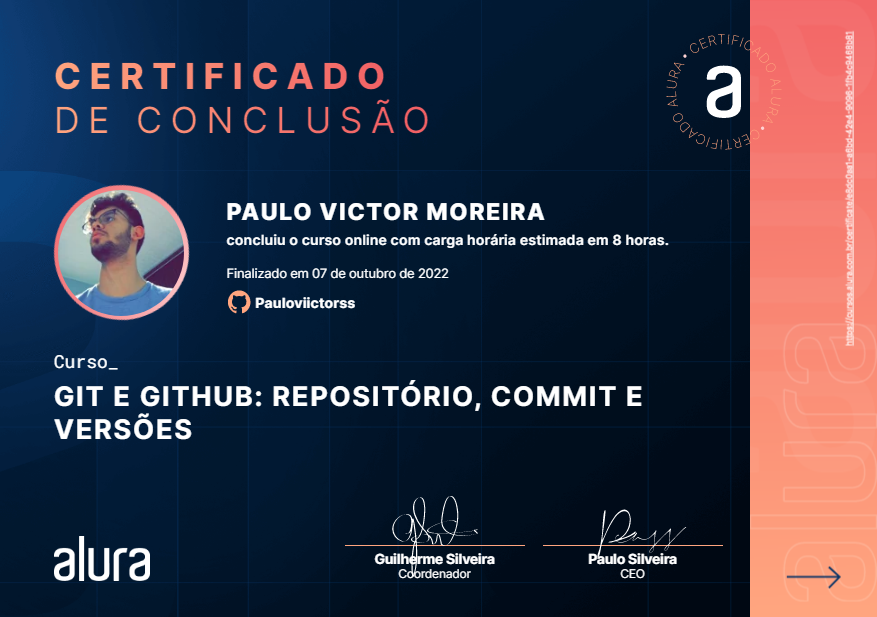 CERTIFICADO
DE CONCLUSÃO
CERTIFICADO ALURA • CERTIFICADO ALURA •
a
PAULO VICTOR MOREIRA
concluiu o curso online com carga horária estimada em 8 horas.
Finalizado em 07 de outubro de 2022
Pauloviictorss
Curso_
GIT E GITHUB: REPOSITÓRIO, COMMIT E
VERSÕES
alura
Guilherme Silveira
Coordenador
Paulo Silveira
CEO
alura